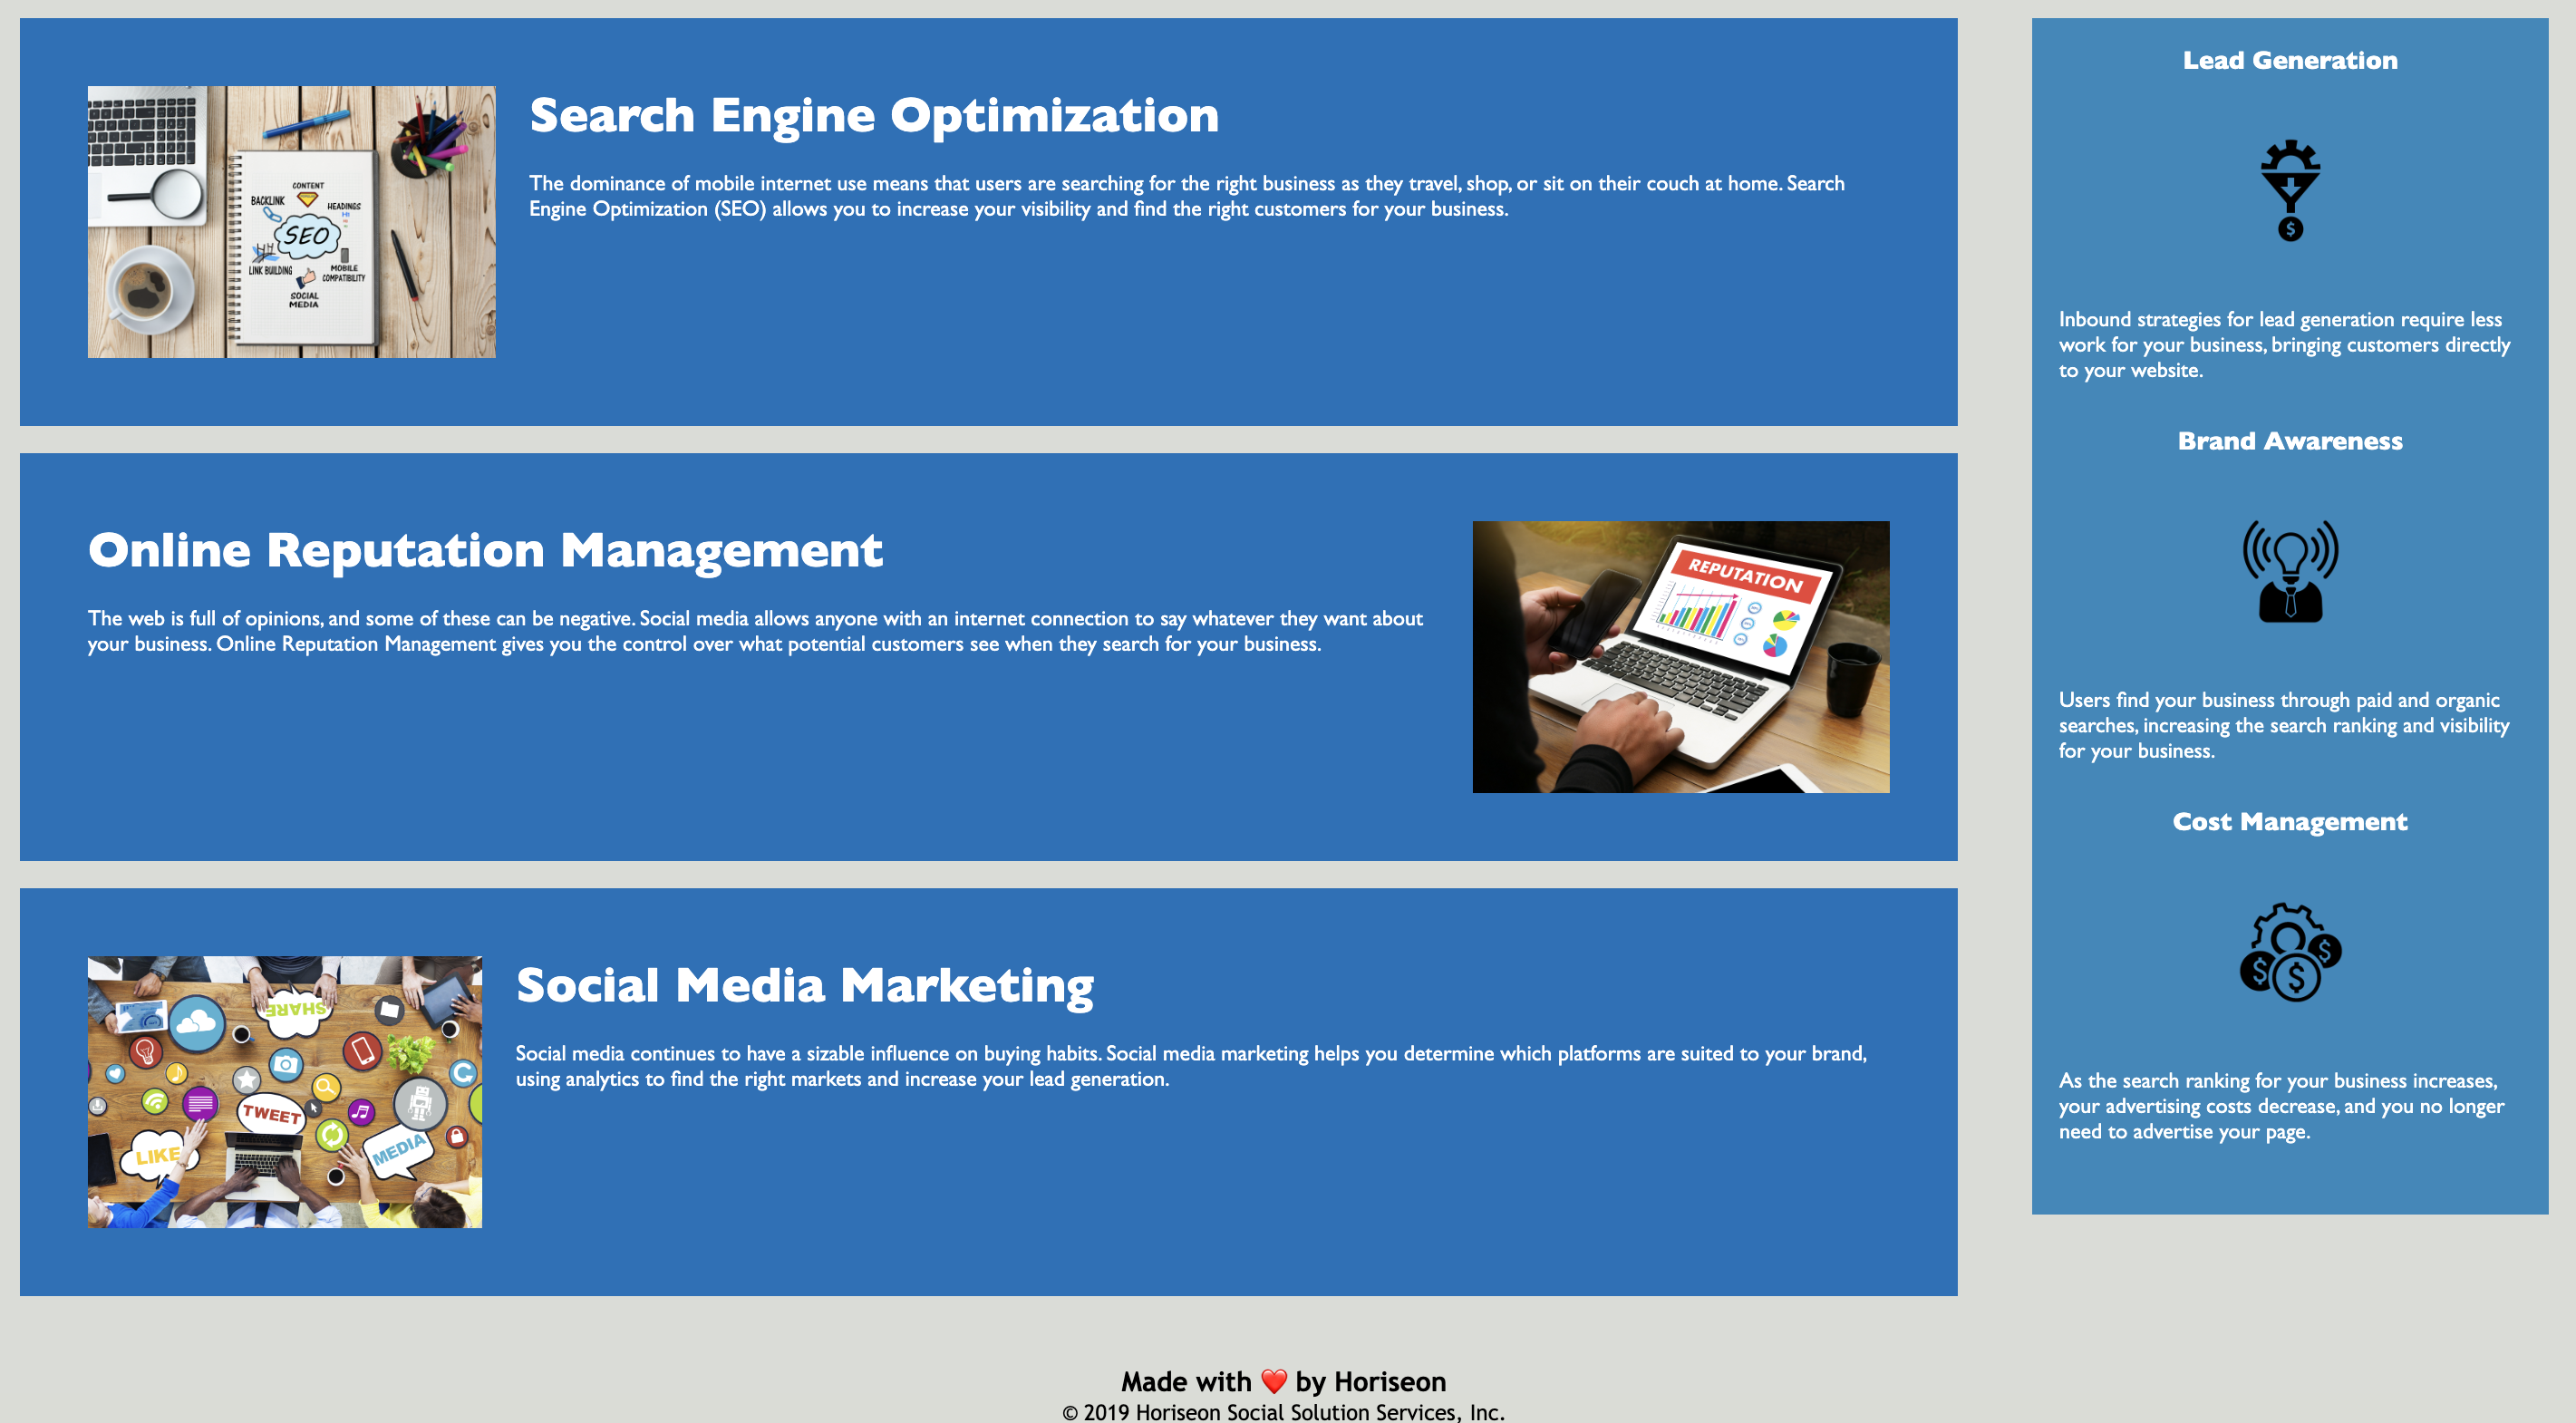 CONTENT
BACKLINK
HEADINGS
H1
SEO
LINK BUILDING
MOBILE
COMPATIBILITY
SOCIAL
MEDIA
Search Engine Optimization
The dominance of mobile internet use means that users are searching for the right business as they travel, shop, or sit on their couch at home. Search
Engine Optimization (SEO) allows you to increase your visibility and find the right customers for your business.
Online Reputation Management
The web is full of opinions, and some of these can be negative. Social media allows anyone with an internet connection to say whatever they want about
your business. Online Reputation Management gives you the control over what potential customers see when they search for your business.
REPUTATION
SHARE
TWEET
LIKE
MEDIA
Social Media Marketing
Social media continues to have a sizable influence on buying habits. Social media marketing helps you determine which platforms are suited to your brand,
using analytics to find the right markets and increase your lead generation.
Lead Generation
$
Inbound strategies for lead generation require less
work for your business, bringing customers directly
to your website.
Brand Awareness
Users find your business through paid and organic
searches, increasing the search ranking and visibility
for your business.
Cost Management
$
$
$
As the search ranking for your business increases,
your advertising costs decrease, and you no longer
need to advertise your page.
Made with ❤️ by Horiseon
© 2019 Horiseon Social Solution Services, Inc.